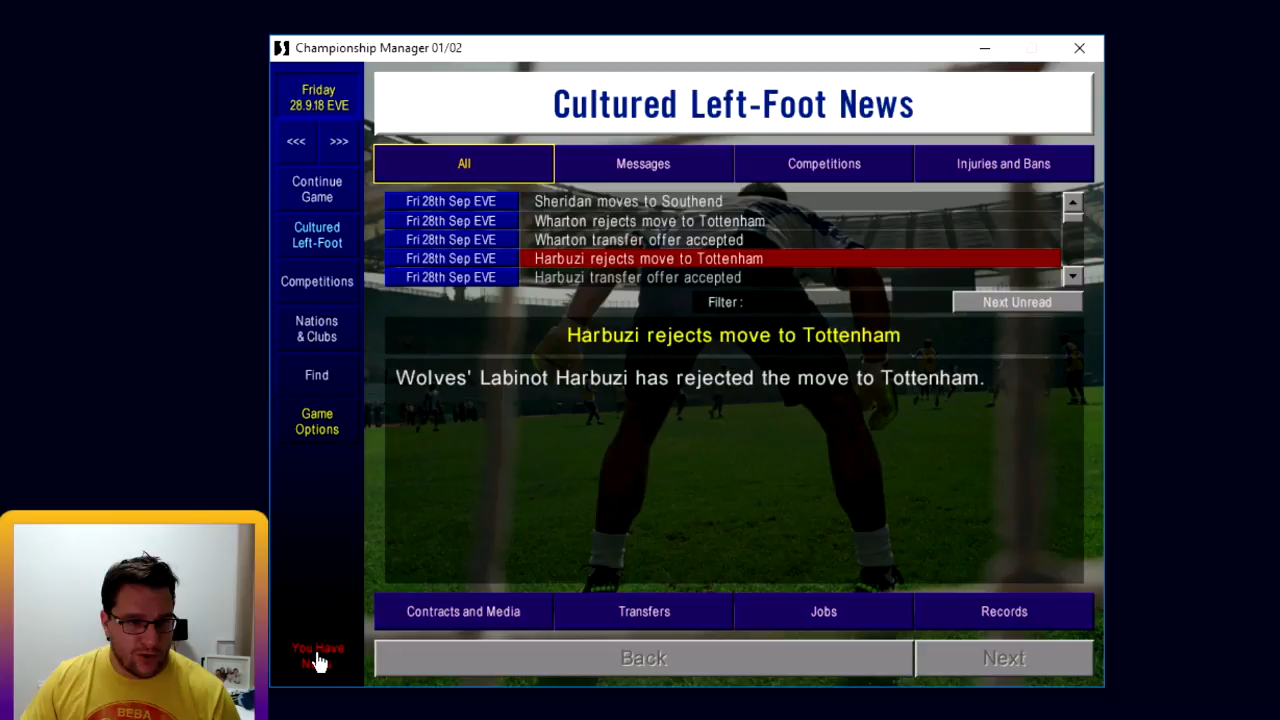 Championship Manager 01/02
Friday
28.9.18 EVE
<<< >>>
Continue
Game
Cultured
Left-Foot
Competitions
Nations
& Clubs
Find
Game
Options
You Have
Cultured Left-Foot News
All Messages Competitions Injuries and Bans
Fri 28th Sep EVE Sheridan moves to Southend
Fri 28th Sep EVE Wharton rejects move to Tottenham
Fri 28th Sep EVE Wharton transfer offer accepted
Fri 28th Sep EVE Harbuzi rejects move to Tottenham
Fri 28th Sep EVE Harbuzi transfer offer accepted
Filter : Next Unread
Harbuzi rejects move to Tottenham
Wolves' Labinot Harbuzi has rejected the move to Tottenham.
Contracts and Media Transfers Jobs Records
Back Next
BEBA